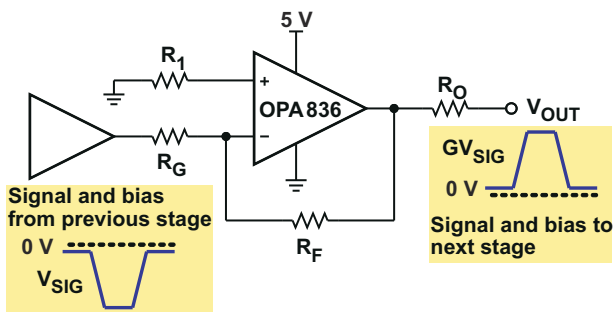 5 V
R1
+
OPA836
−
RO
VOUT
RG
RF
Signal and bias
from previous stage
0 V
VSIG
GVSIG
0 V
Signal and bias to
next stage